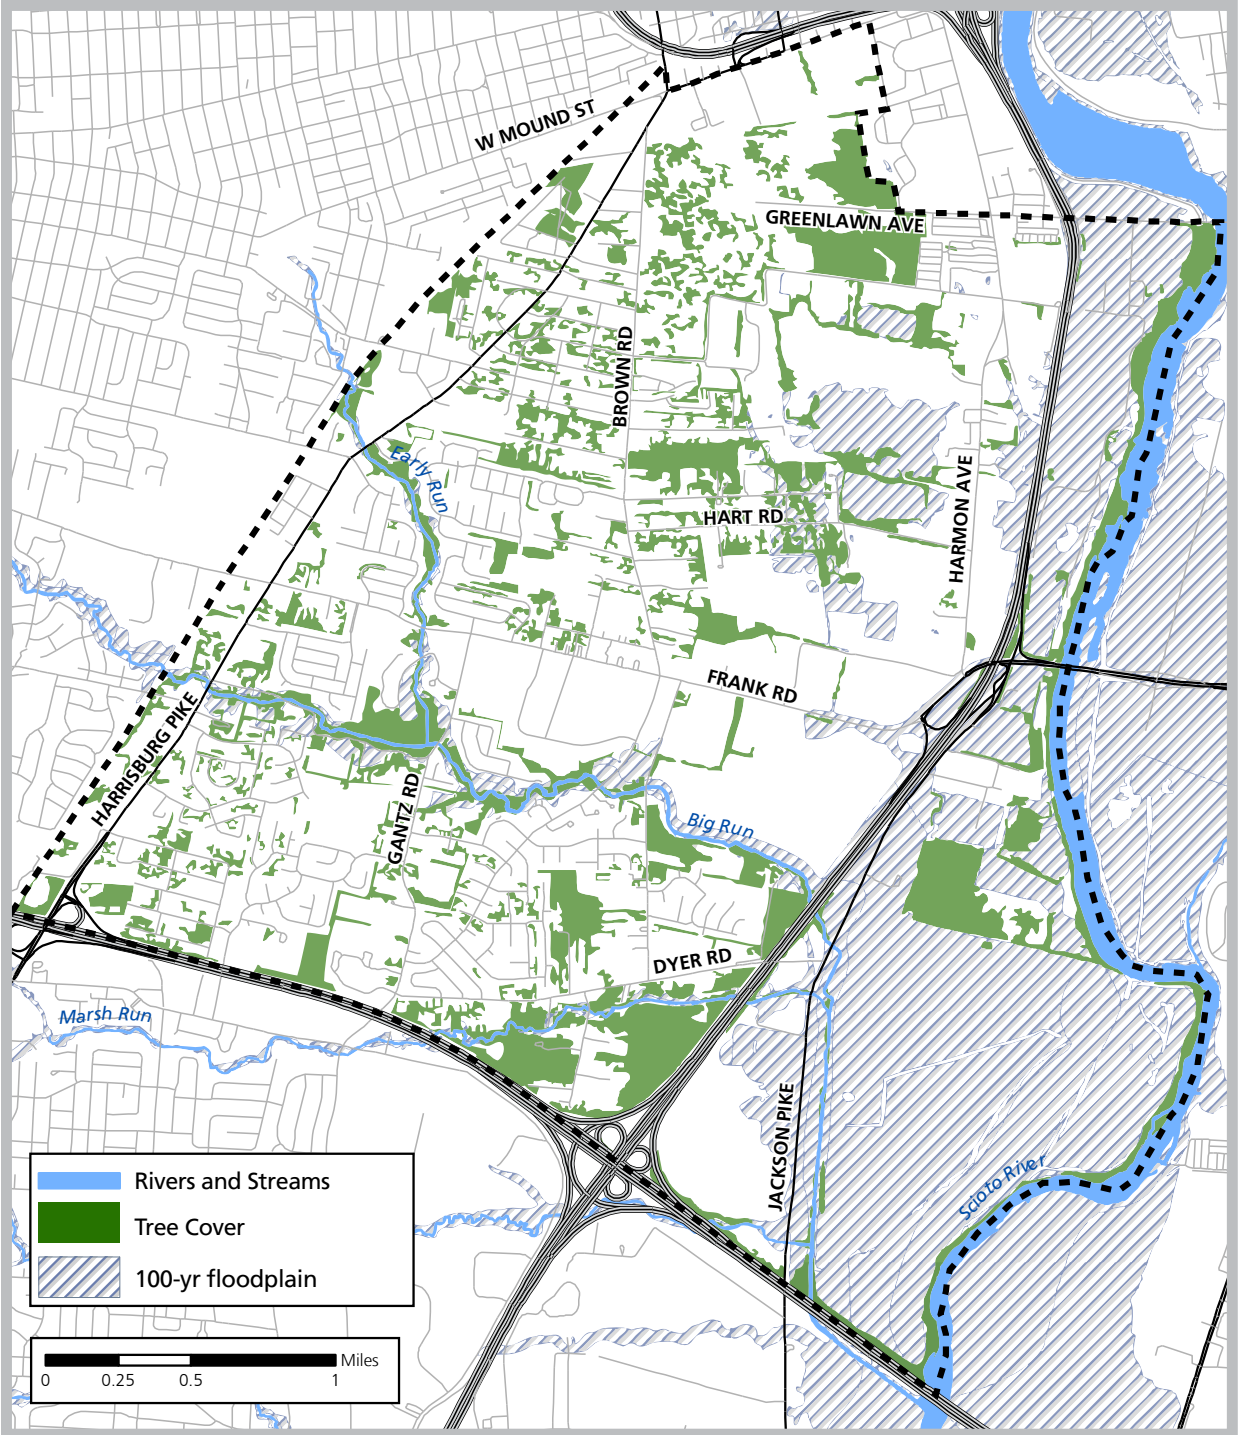 W MOUND ST
GREENLAWN AVE
BROWN RD
Early Run
HART RD
HARMON AVE
FRANK RD
HARRISBURG PIKE
GANTZ RD
Big Run
DYER RD
Marsh Run
JACKSON PIKE
Scioto River
Rivers and Streams
Tree Cover
100-yr floodplain
Miles
0 0.25 0.5 1